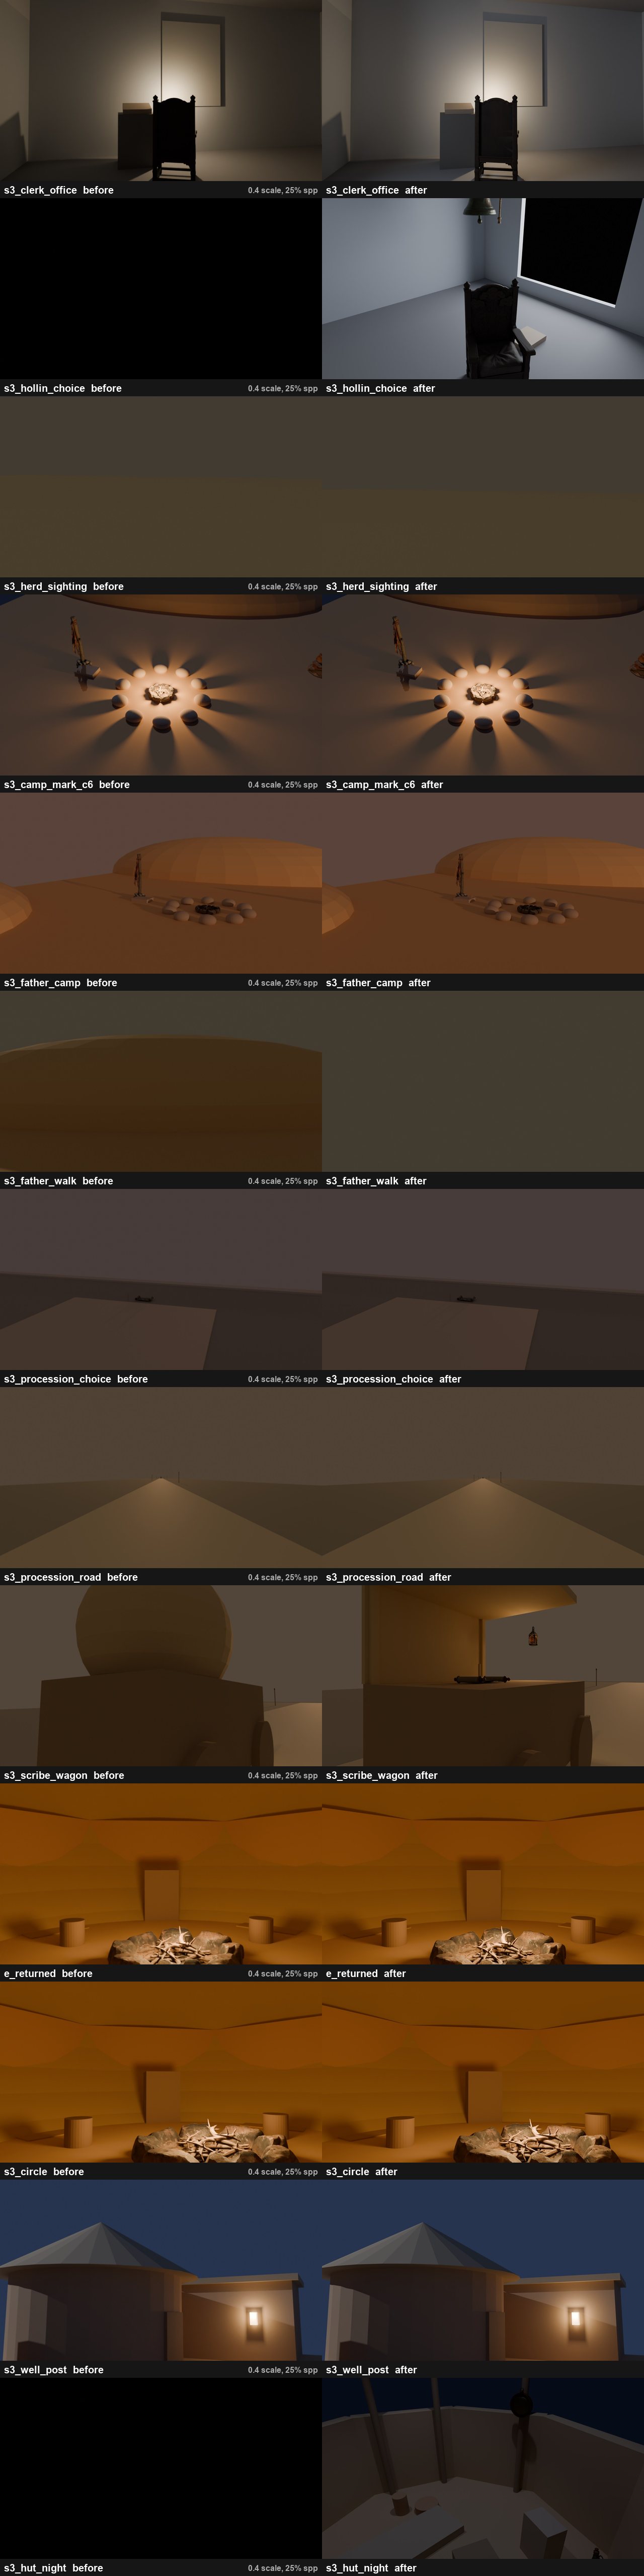 s3_clerk_office before 0.4 scale, 25% spp s3_clerk_office after
s3_hollin_choice before 0.4 scale, 25% spp s3_hollin_choice after
s3_herd_sighting before 0.4 scale, 25% spp s3_herd_sighting after
s3_camp_mark_c6 before 0.4 scale, 25% spp s3_camp_mark_c6 after
s3_father_camp before 0.4 scale, 25% spp s3_father_camp after
s3_father_walk before 0.4 scale, 25% spp s3_father_walk after
s3_procession_choice before 0.4 scale, 25% spp s3_procession_choice after
s3_procession_road before 0.4 scale, 25% spp s3_procession_road after
s3_scribe_wagon before 0.4 scale, 25% spp s3_scribe_wagon after
e_returned before 0.4 scale, 25% spp e_returned after
s3_circle before 0.4 scale, 25% spp s3_circle after
s3_well_post before 0.4 scale, 25% spp s3_well_post after
s3_hut_night before 0.4 scale, 25% spp s3_hut_night after